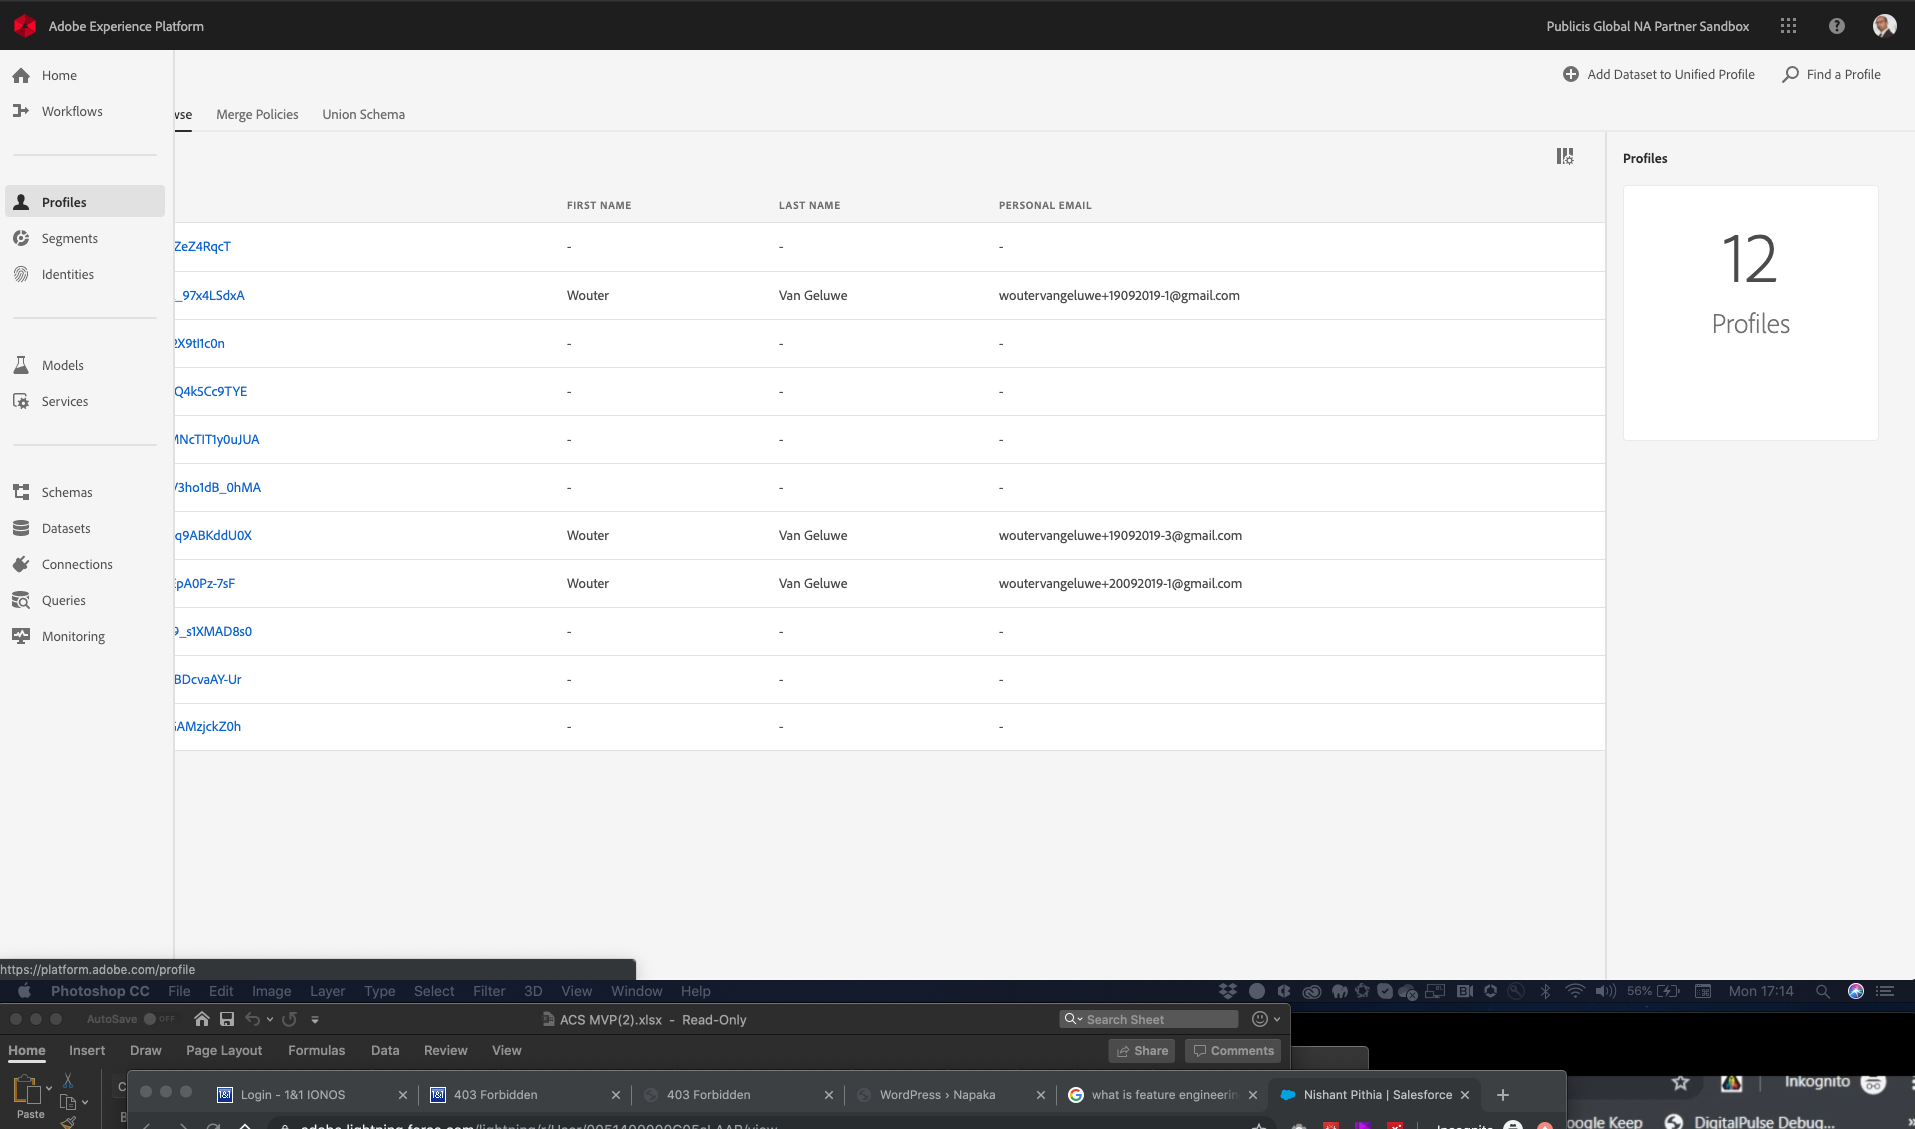 Adobe Experience Platform
Publicis Global NA Partner Sandbox
Home
Workflows
Profiles
Segments
Identities
Models
Services
Schemas
Datasets
Connections
Queries
Monitoring
Add Dataset to Unified Profile
Find a Profile
wse Merge Policies Union Schema
FIRST NAME LAST NAME PERSONAL EMAIL
ZeZ4RqcT - - -
_97x4LSdxA Wouter Van Geluwe woutervangeluwe+19092019-1@gmail.com
2X9tI1c0n - - -
Q4k5Cc9TYE - - -
MNcTIT1y0uJUA - - -
V3ho1dB_0hMA - - -
q9ABKddU0X Wouter Van Geluwe woutervangeluwe+19092019-3@gmail.com
EpA0Pz-7sF Wouter Van Geluwe woutervangeluwe+20092019-1@gmail.com
9_s1XMAD8s0 - - -
BDcvaAY-Ur - - -
GAMzjckZ0h - - -
Profiles
12
Profiles
https://platform.adobe.com/profile
Photoshop CC File Edit Image Layer Type Select Filter 3D View Window Help 56% Mon 17:14
AutoSave OFF ACS MVP(2).xlsx - Read-Only Search Sheet
Home Insert Draw Page Layout Formulas Data Review View Share Comments
Paste
Login - 1&1 IONOS 403 Forbidden 403 Forbidden WordPress › Napaka what is feature engineerin Nishant Pithia | Salesforce
Inkognito
oogle Keep DigitalPulse Debug...